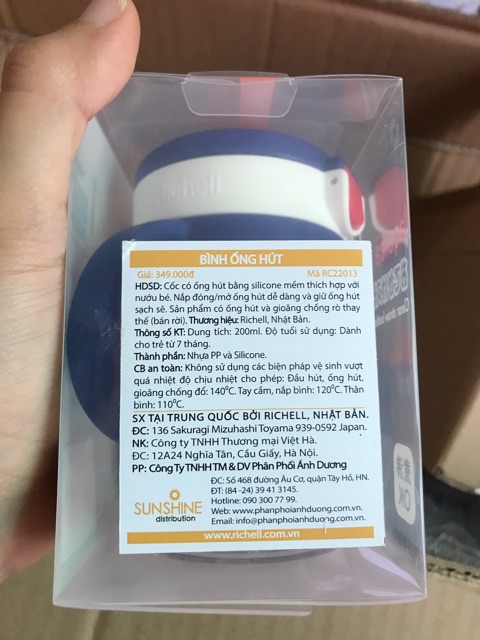 richell
BÌNH ỐNG HÚT
Giá: 349.000đ Mã RC22013
HDSD: Cốc có ống hút bằng silicone mềm thích hợp với
nướu bé. Nắp đóng/mở ống hút dễ dàng và giữ ống hút
sạch sẽ. Sản phẩm có ống hút và gioăng chống rò thay
thế (bán rời). Thương hiệu: Richell, Nhật Bản.
Thông số KT: Dung tích: 200ml. Độ tuổi sử dụng: Dành
cho trẻ từ 7 tháng.
Thành phần: Nhựa PP và Silicone.
CB an toàn: Không sử dụng các biện pháp vệ sinh vượt
quá nhiệt độ chịu nhiệt cho phép: Đầu hút, ống hút,
gioăng chống đổ: 140⁰C. Tay cầm, nắp bình: 120⁰C. Thân
bình: 110⁰C.
SX TẠI TRUNG QUỐC BỞI RICHELL, NHẬT BẢN.
ĐC: 136 Sakuragi Mizuhashi Toyama 939-0592 Japan.
NK: Công ty TNHH Thương mại Việt Hà.
ĐC: 12A24 Nghĩa Tân, Cầu Giấy, Hà Nội.
PP: Công Ty TNHH TM & DV Phân Phối Ánh Dương
ĐC: Số 468 đường Âu Cơ, quận Tây Hồ, HN.
ĐT: (84 -24) 39 41 3145.
Hotline: 090 300 77 99.
Web: www.phanphoianhduong.com.vn.
Email: info@phanphoianhduong.com.vn.
SUNSHINE
distribution
www.richell.com.vn
OK